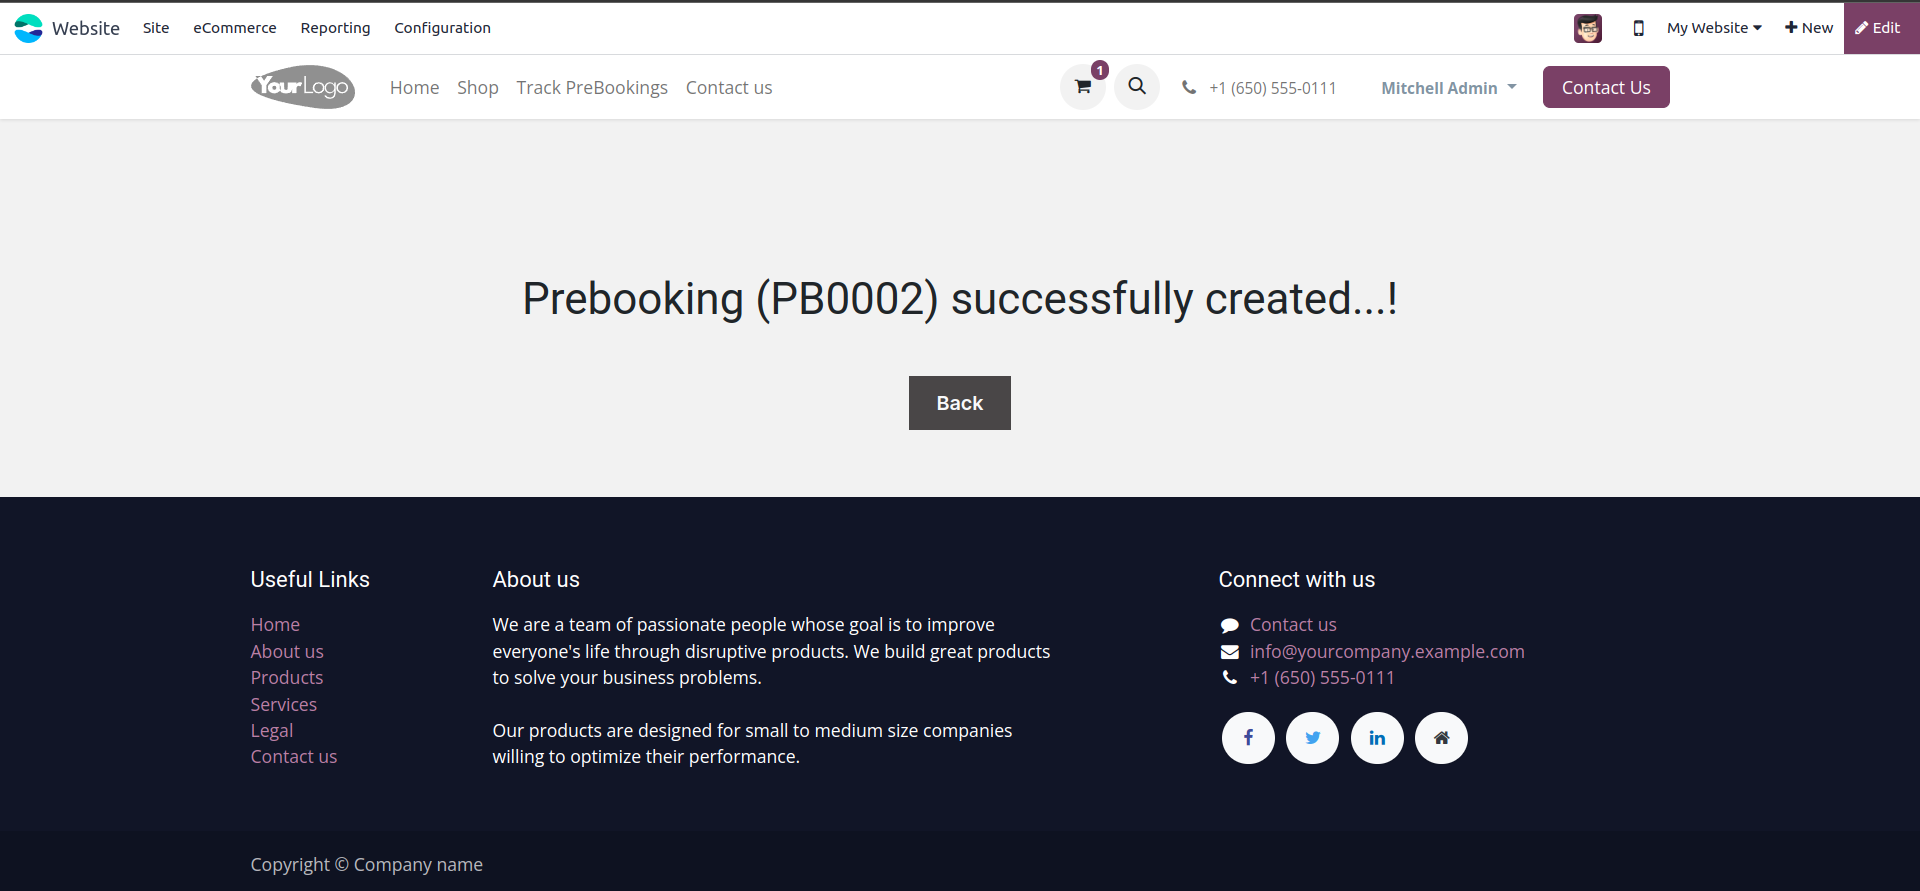 Website Site eCommerce Reporting Configuration My Website + New Edit
YourLogo Home Shop Track PreBookings Contact us 1 +1 (650) 555-0111 Mitchell Admin Contact Us
Prebooking (PB0002) successfully created...!
Back
Useful Links
Home
About us
Products
Services
Legal
Contact us
About us
We are a team of passionate people whose goal is to improve
everyone's life through disruptive products. We build great products
to solve your business problems.
Our products are designed for small to medium size companies
willing to optimize their performance.
Connect with us
Contact us
info@yourcompany.example.com
+1 (650) 555-0111
Copyright © Company name